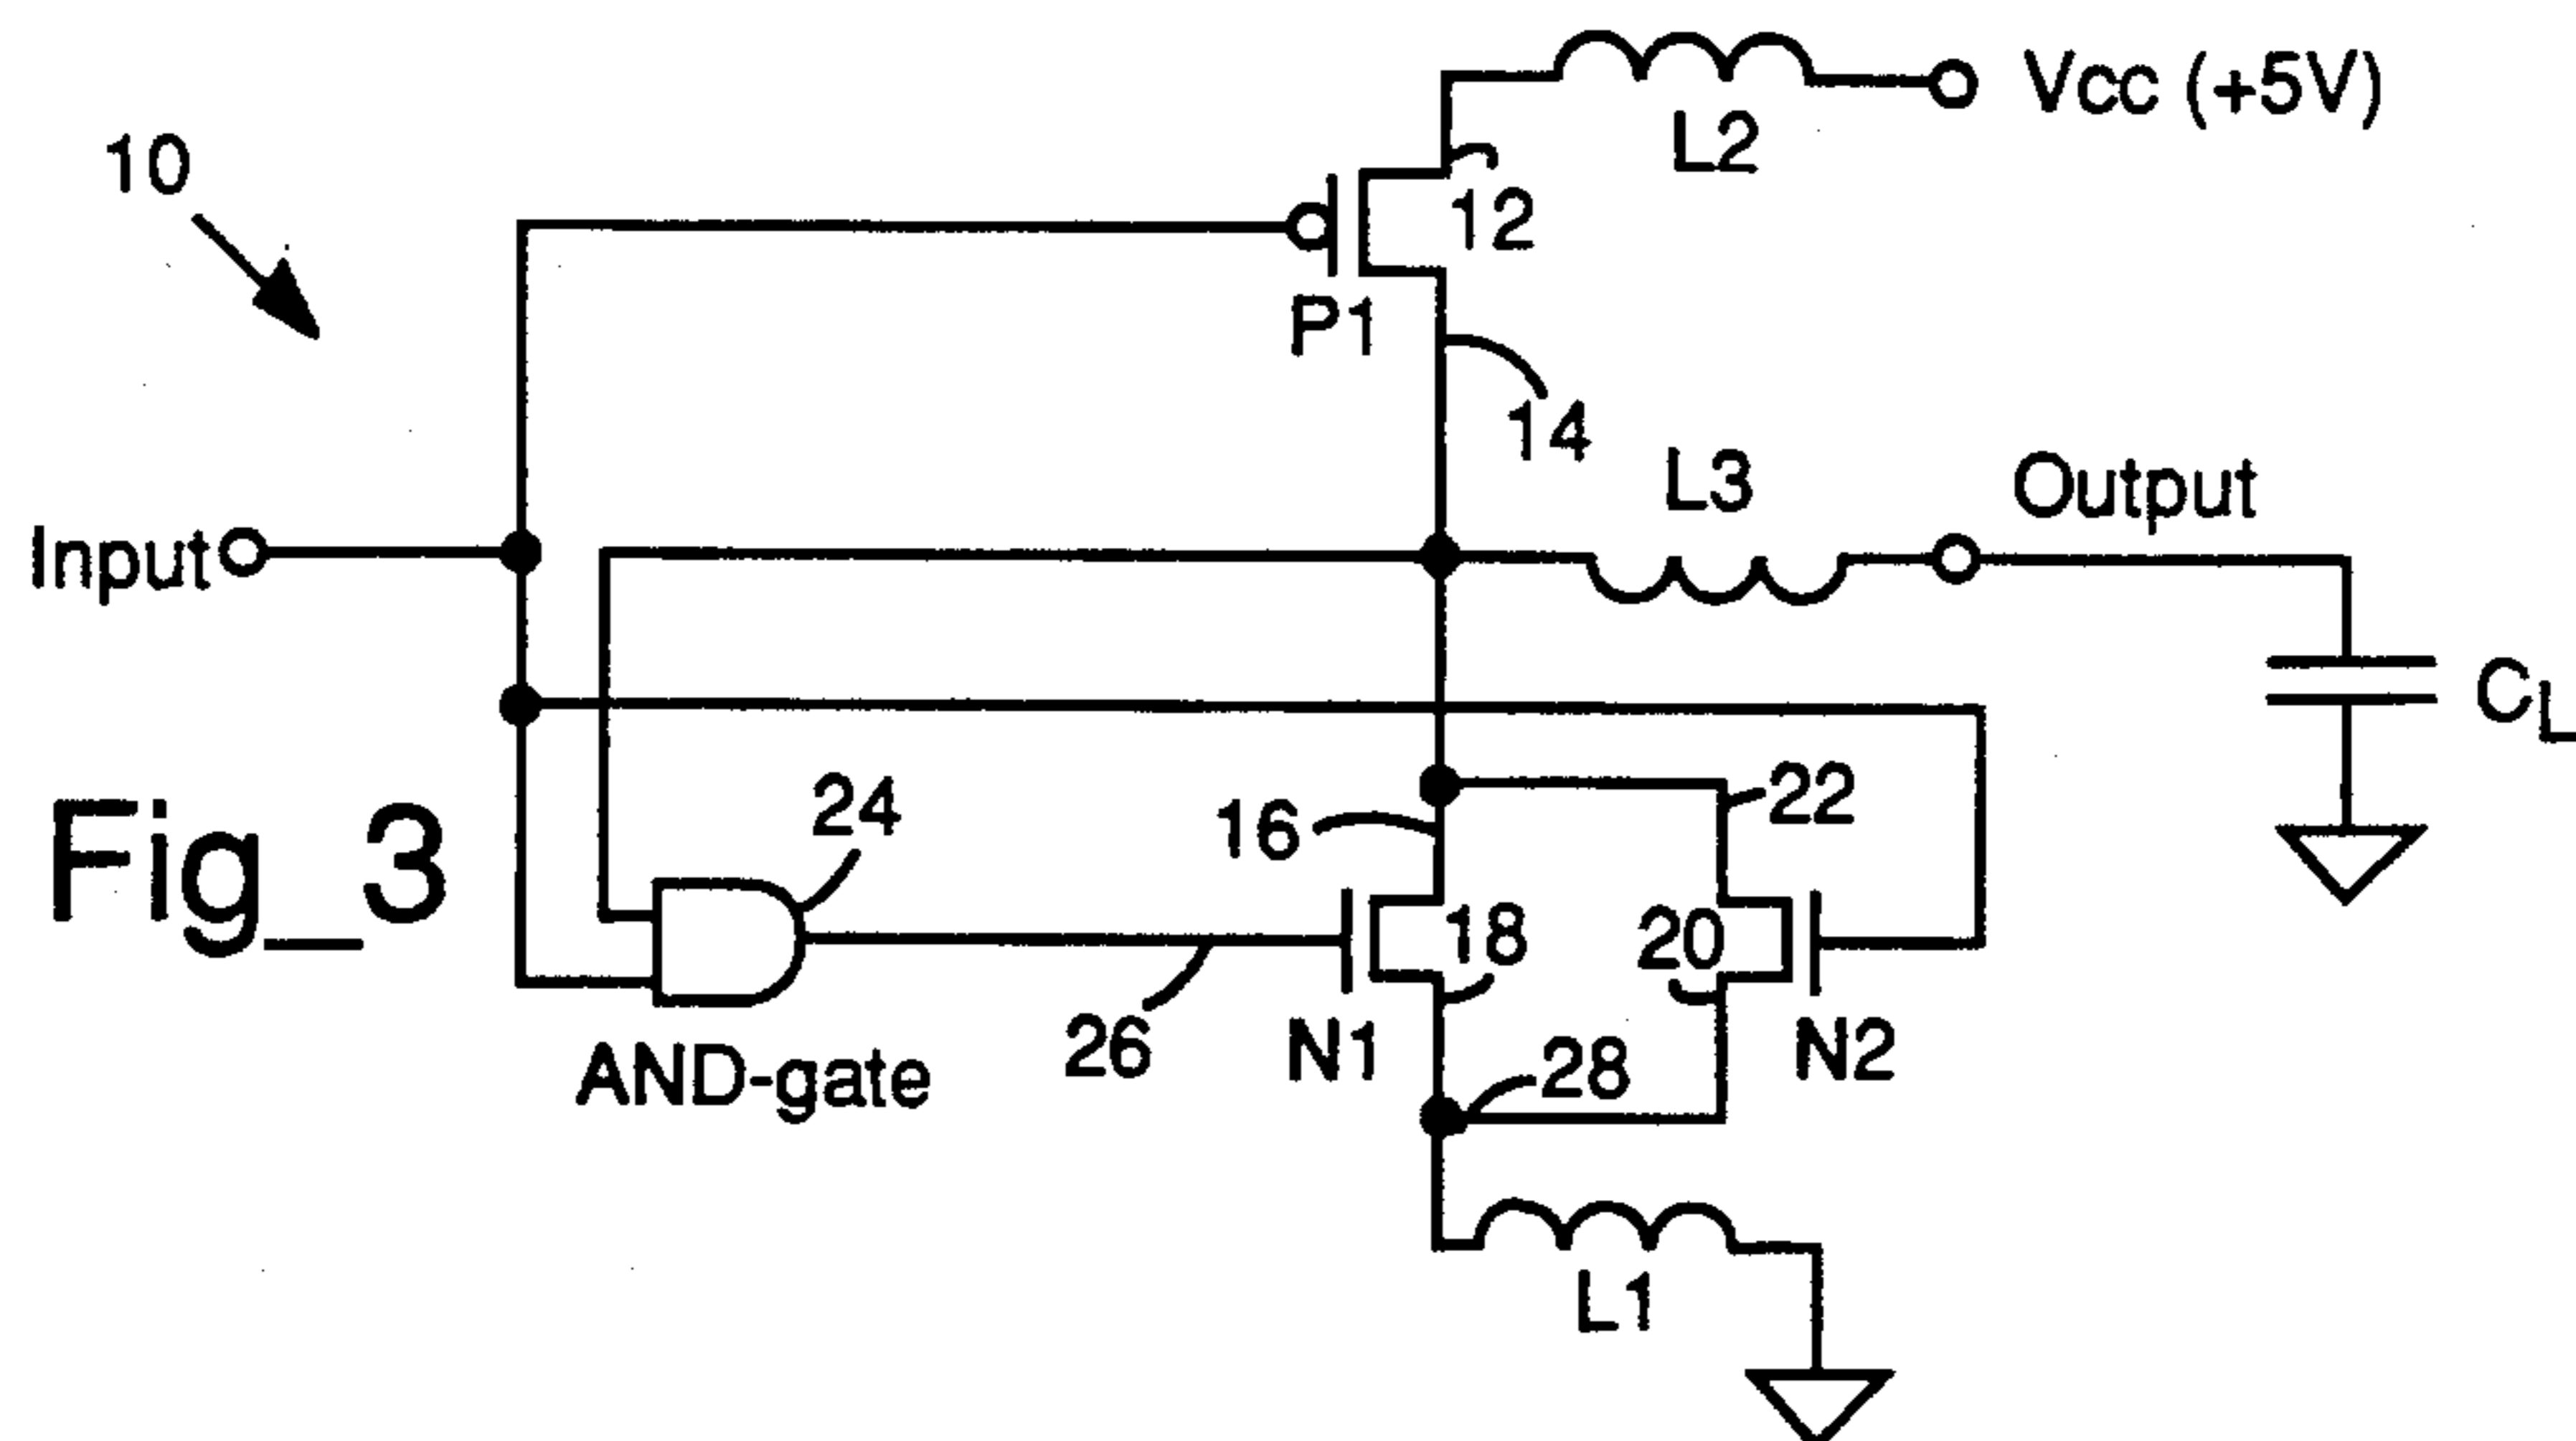 Vcc (+5V)
L2
10
12
P1
14
L3
Output
Input
CL
24
22
16
Fig_3
18
20
26
N1
N2
28
AND-gate
L1